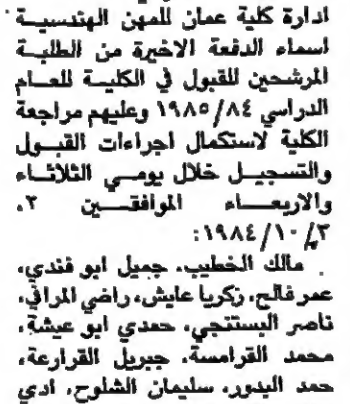 ادارة كلية عمان للمهن الهندسية
اسماء الدفعة الاخيرة من الطلبة
المرشحين للقبول في الكلية للعام
الدراسي ١٩٨٥/٨٤ وعليهم مراجعة
الكلية لاستكمال اجراءات القبول
والتسجيل خلال يومي الثلاثاء
والاربعاء الموافقين ٢،
١٩٨٤/١٠/٣:
مالك الخطيب، جميل ابو فندي،
عمر فالح، زكريا عايش، راضي المرافي،
ناصر البستنجي، حمدي ابو عيشة،
محمد القرامسة، جبريل القرارعة،
حمد البدور، سليمان الشلوح، ادي